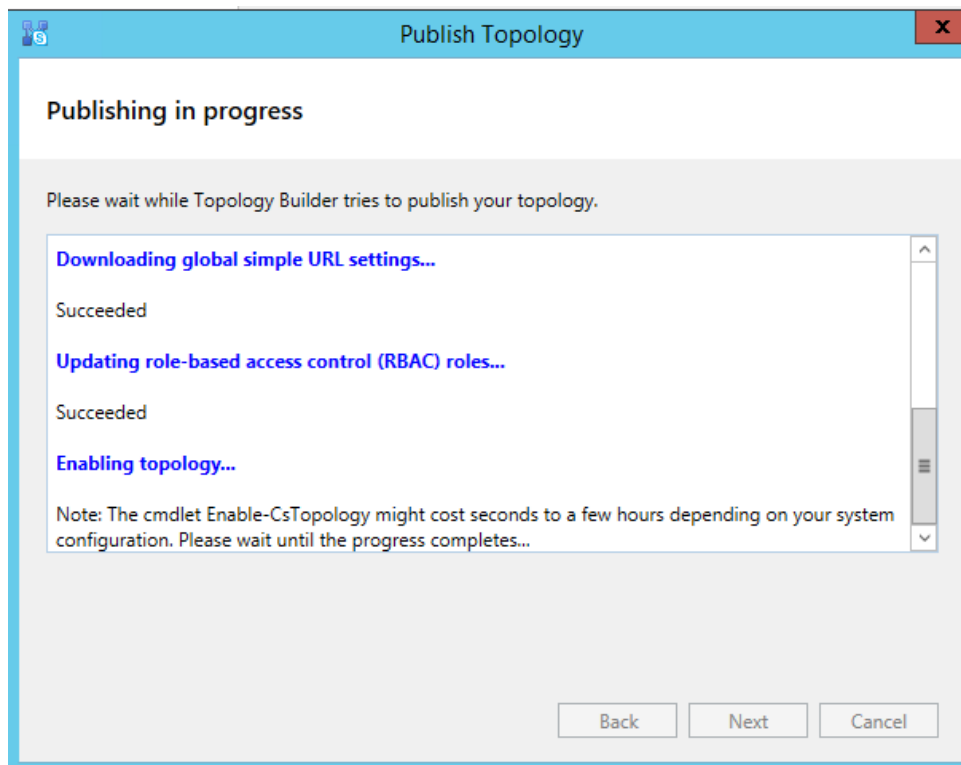 Publish Topology
x
Publishing in progress
Please wait while Topology Builder tries to publish your topology.
Downloading global simple URL settings...
Succeeded
Updating role-based access control (RBAC) roles...
Succeeded
Enabling topology...
Note: The cmdlet Enable-CsTopology might cost seconds to a few hours depending on your system
configuration. Please wait until the progress completes...
Back
Next
Cancel